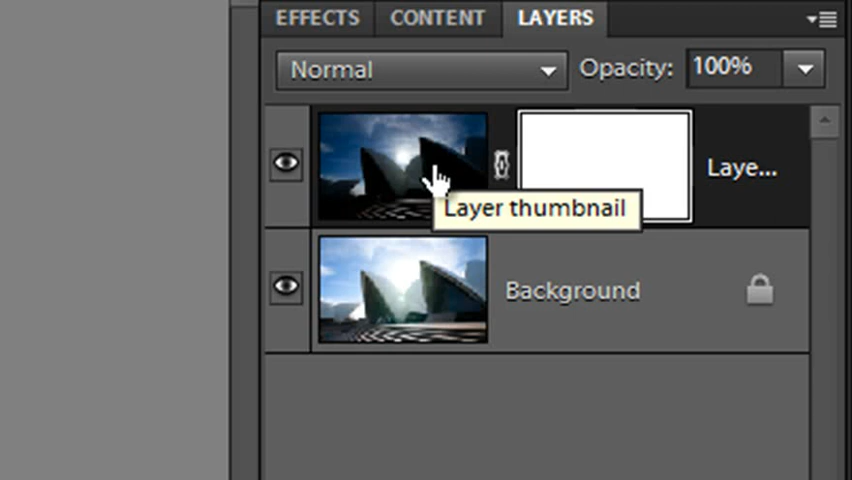 EFFECTS CONTENT LAYERS
Normal Opacity: 100%
Laye...
Layer thumbnail
Background